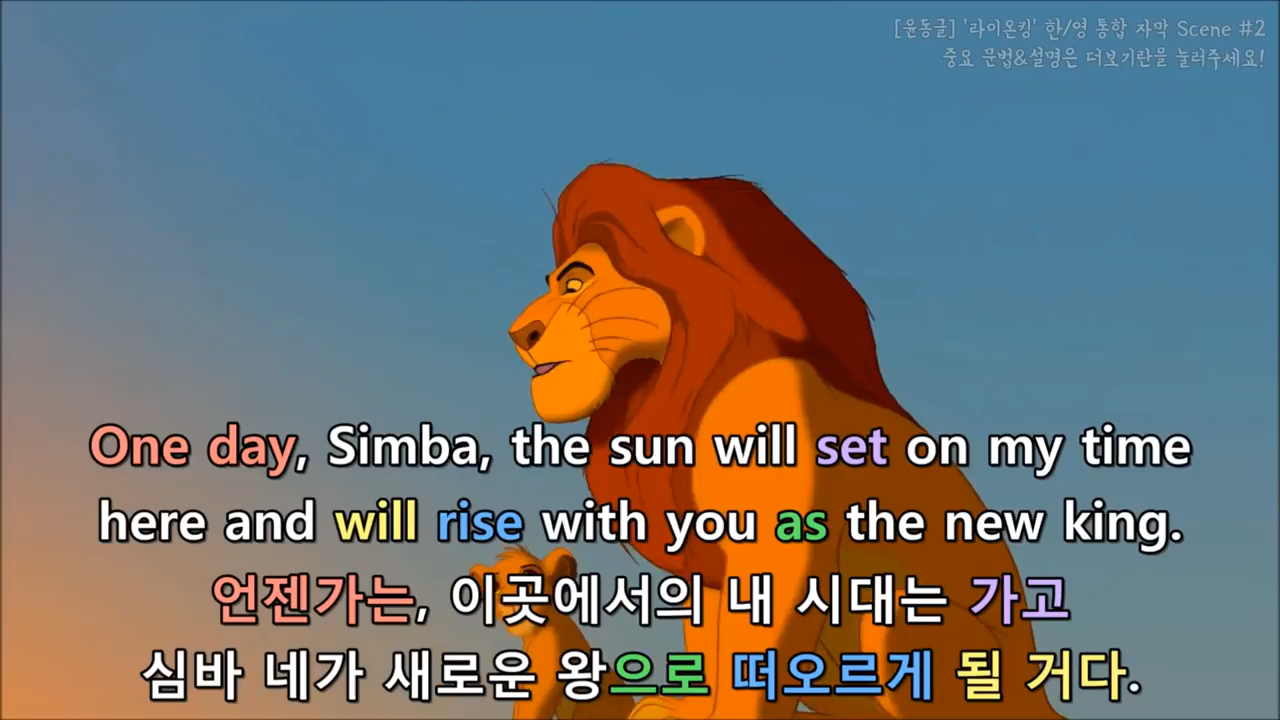 [윤동글] '라이온킹' 한/영 통합 자막 Scene #2
중요 문법&설명은 더보기란을 눌러주세요!
One day, Simba, the sun will set on my time
here and will rise with you as the new king.
언젠가는, 이곳에서의 내 시대는 가고
심바 네가 새로운 왕으로 떠오르게 될 거다.